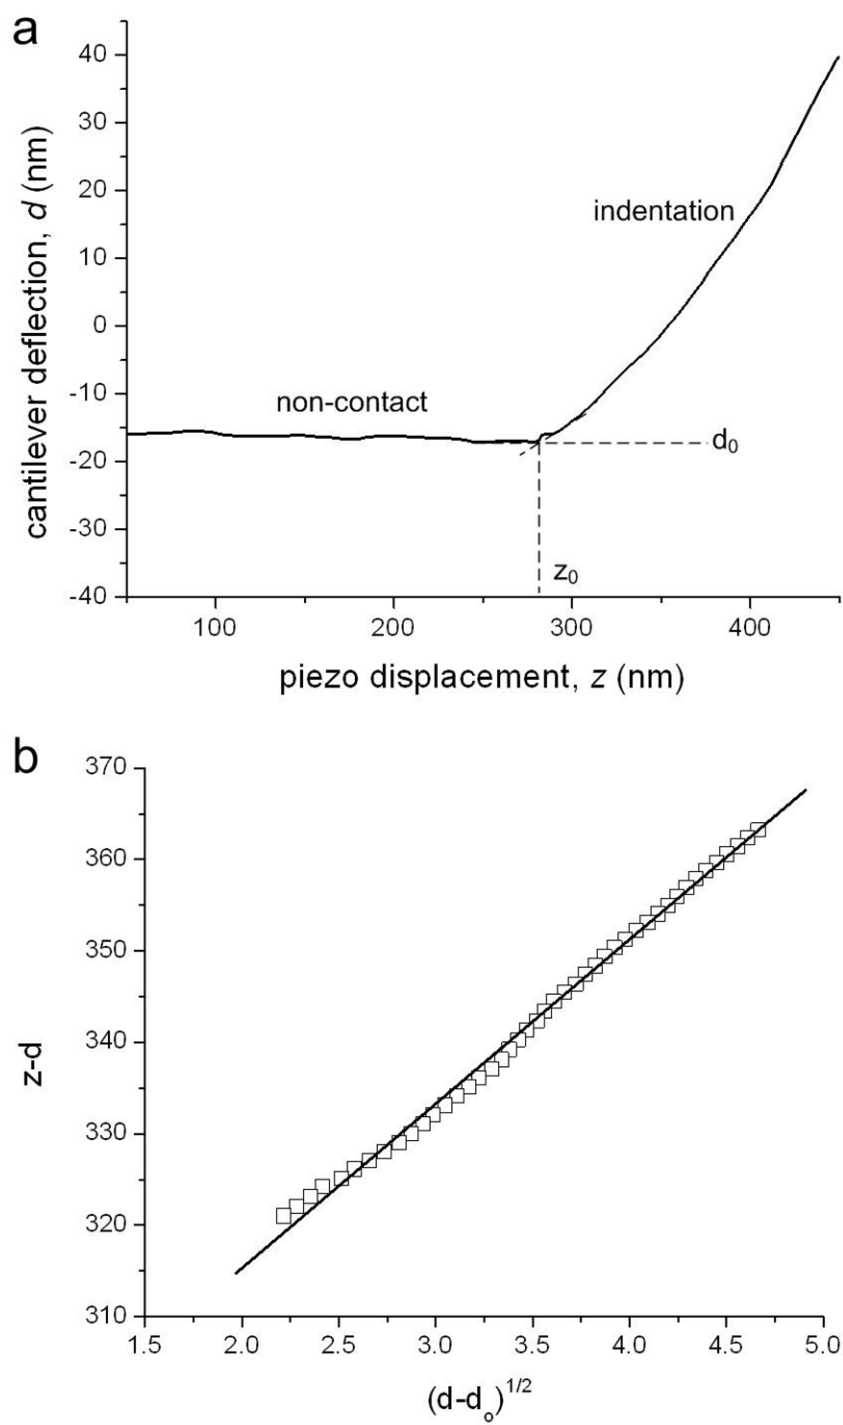 a
cantilever deflection, d (nm)
40
30
20
10
0
-10
-20
-30
-40
indentation
non-contact
d₀
z₀
100
200
300
400
piezo displacement, z (nm)
b
z-d
370
360
350
340
330
320
310
1.5
2.0
2.5
3.0
3.5
4.0
4.5
5.0
(d-dₒ)¹/²